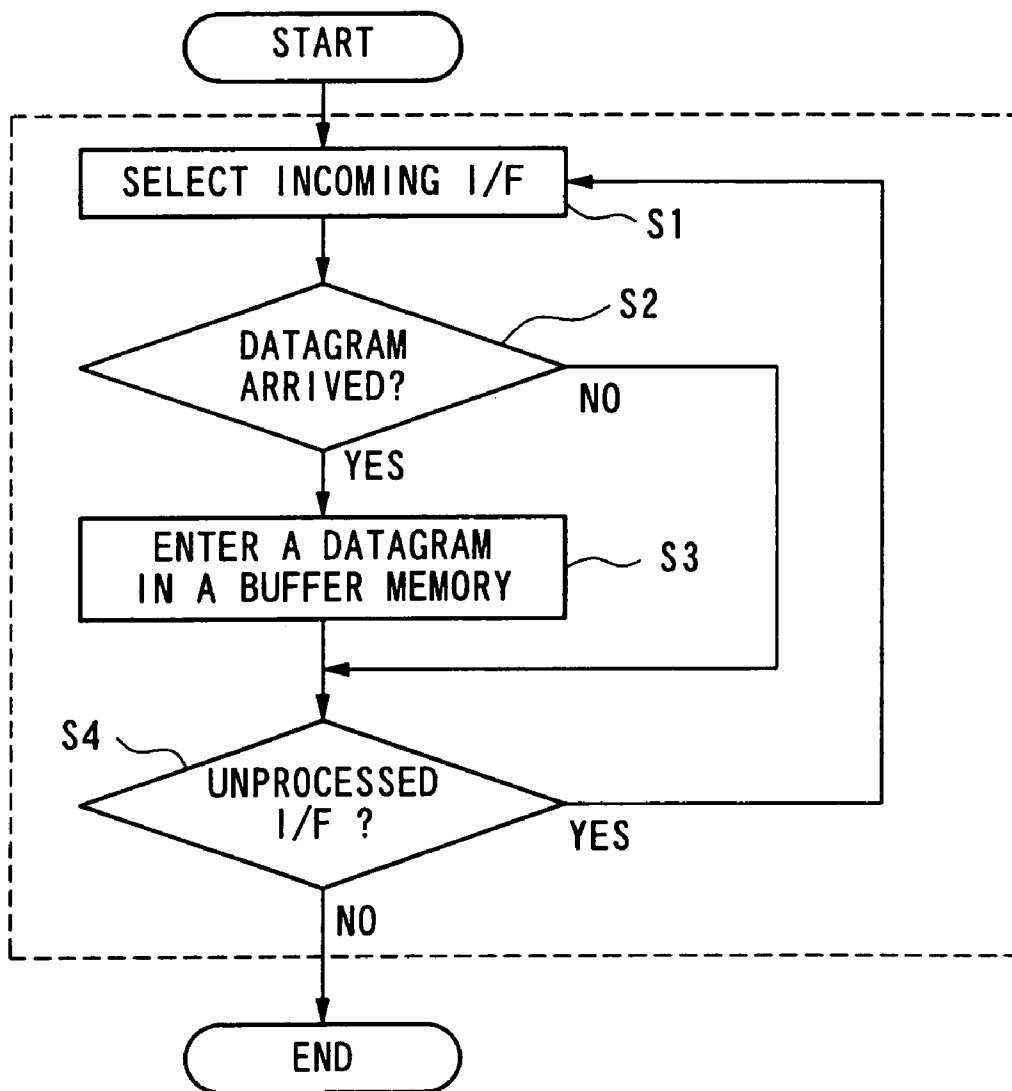 START
SELECT INCOMING I/F
S1
S2
DATAGRAM
ARRIVED?
NO
YES
ENTER A DATAGRAM
IN A BUFFER MEMORY
S3
S4
UNPROCESSED
I/F ?
YES
NO
END